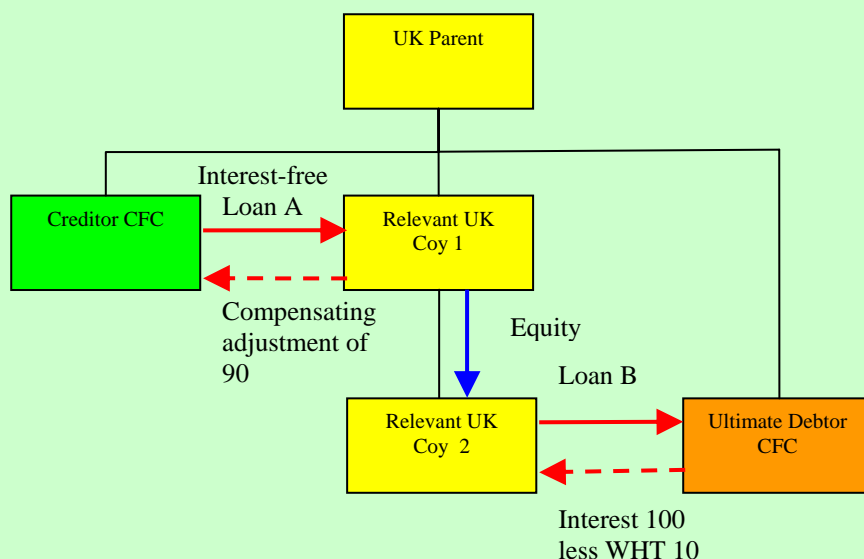 UK Parent
Interest-free
Loan A
Creditor CFC
Relevant UK
Coy 1
Compensating
adjustment of
90
Equity
Loan B
Relevant UK
Coy 2
Ultimate Debtor
CFC
Interest 100
less WHT 10